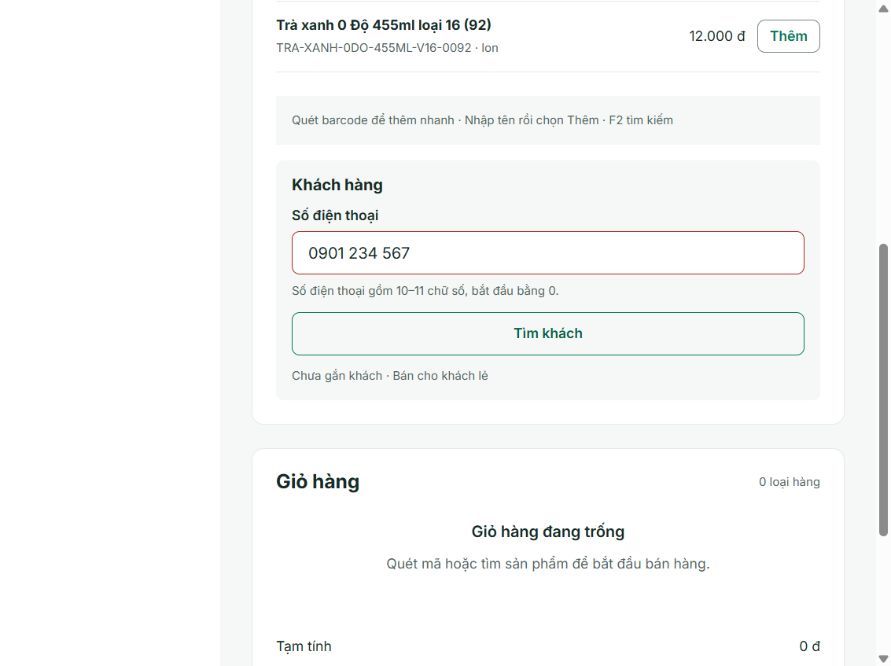 Trà xanh 0 Độ 455ml loại 16 (92)
TRA-XANH-0DO-455ML-V16-0092 · lon
12.000 đ
Thêm
Quét barcode để thêm nhanh · Nhập tên rồi chọn Thêm · F2 tìm kiếm
Khách hàng
Số điện thoại
0901 234 567
Số điện thoại gồm 10–11 chữ số, bắt đầu bằng 0.
Tìm khách
Chưa gắn khách · Bán cho khách lẻ
Giỏ hàng
0 loại hàng
Giỏ hàng đang trống
Quét mã hoặc tìm sản phẩm để bắt đầu bán hàng.
Tạm tính
0 đ